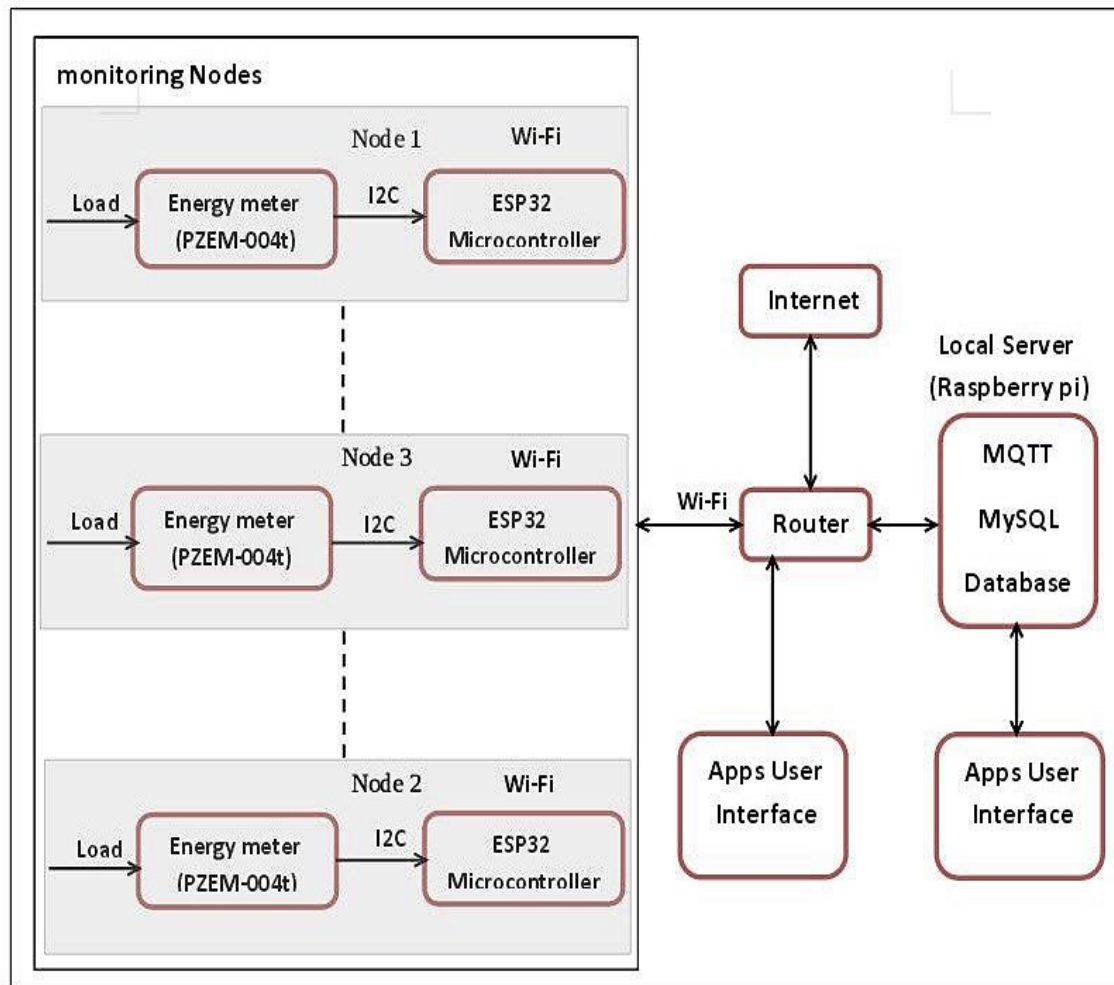 monitoring Nodes
Node 1
Wi-Fi
Load
Energy meter
(PZEM-004t)
I2C
ESP32
Microcontroller
Node 3
Wi-Fi
Load
Energy meter
(PZEM-004t)
I2C
ESP32
Microcontroller
Node 2
Wi-Fi
Load
Energy meter
(PZEM-004t)
I2C
ESP32
Microcontroller
Wi-Fi
Internet
Router
Local Server
(Raspberry pi)
MQTT
MySQL
Database
Apps User
Interface
Apps User
Interface